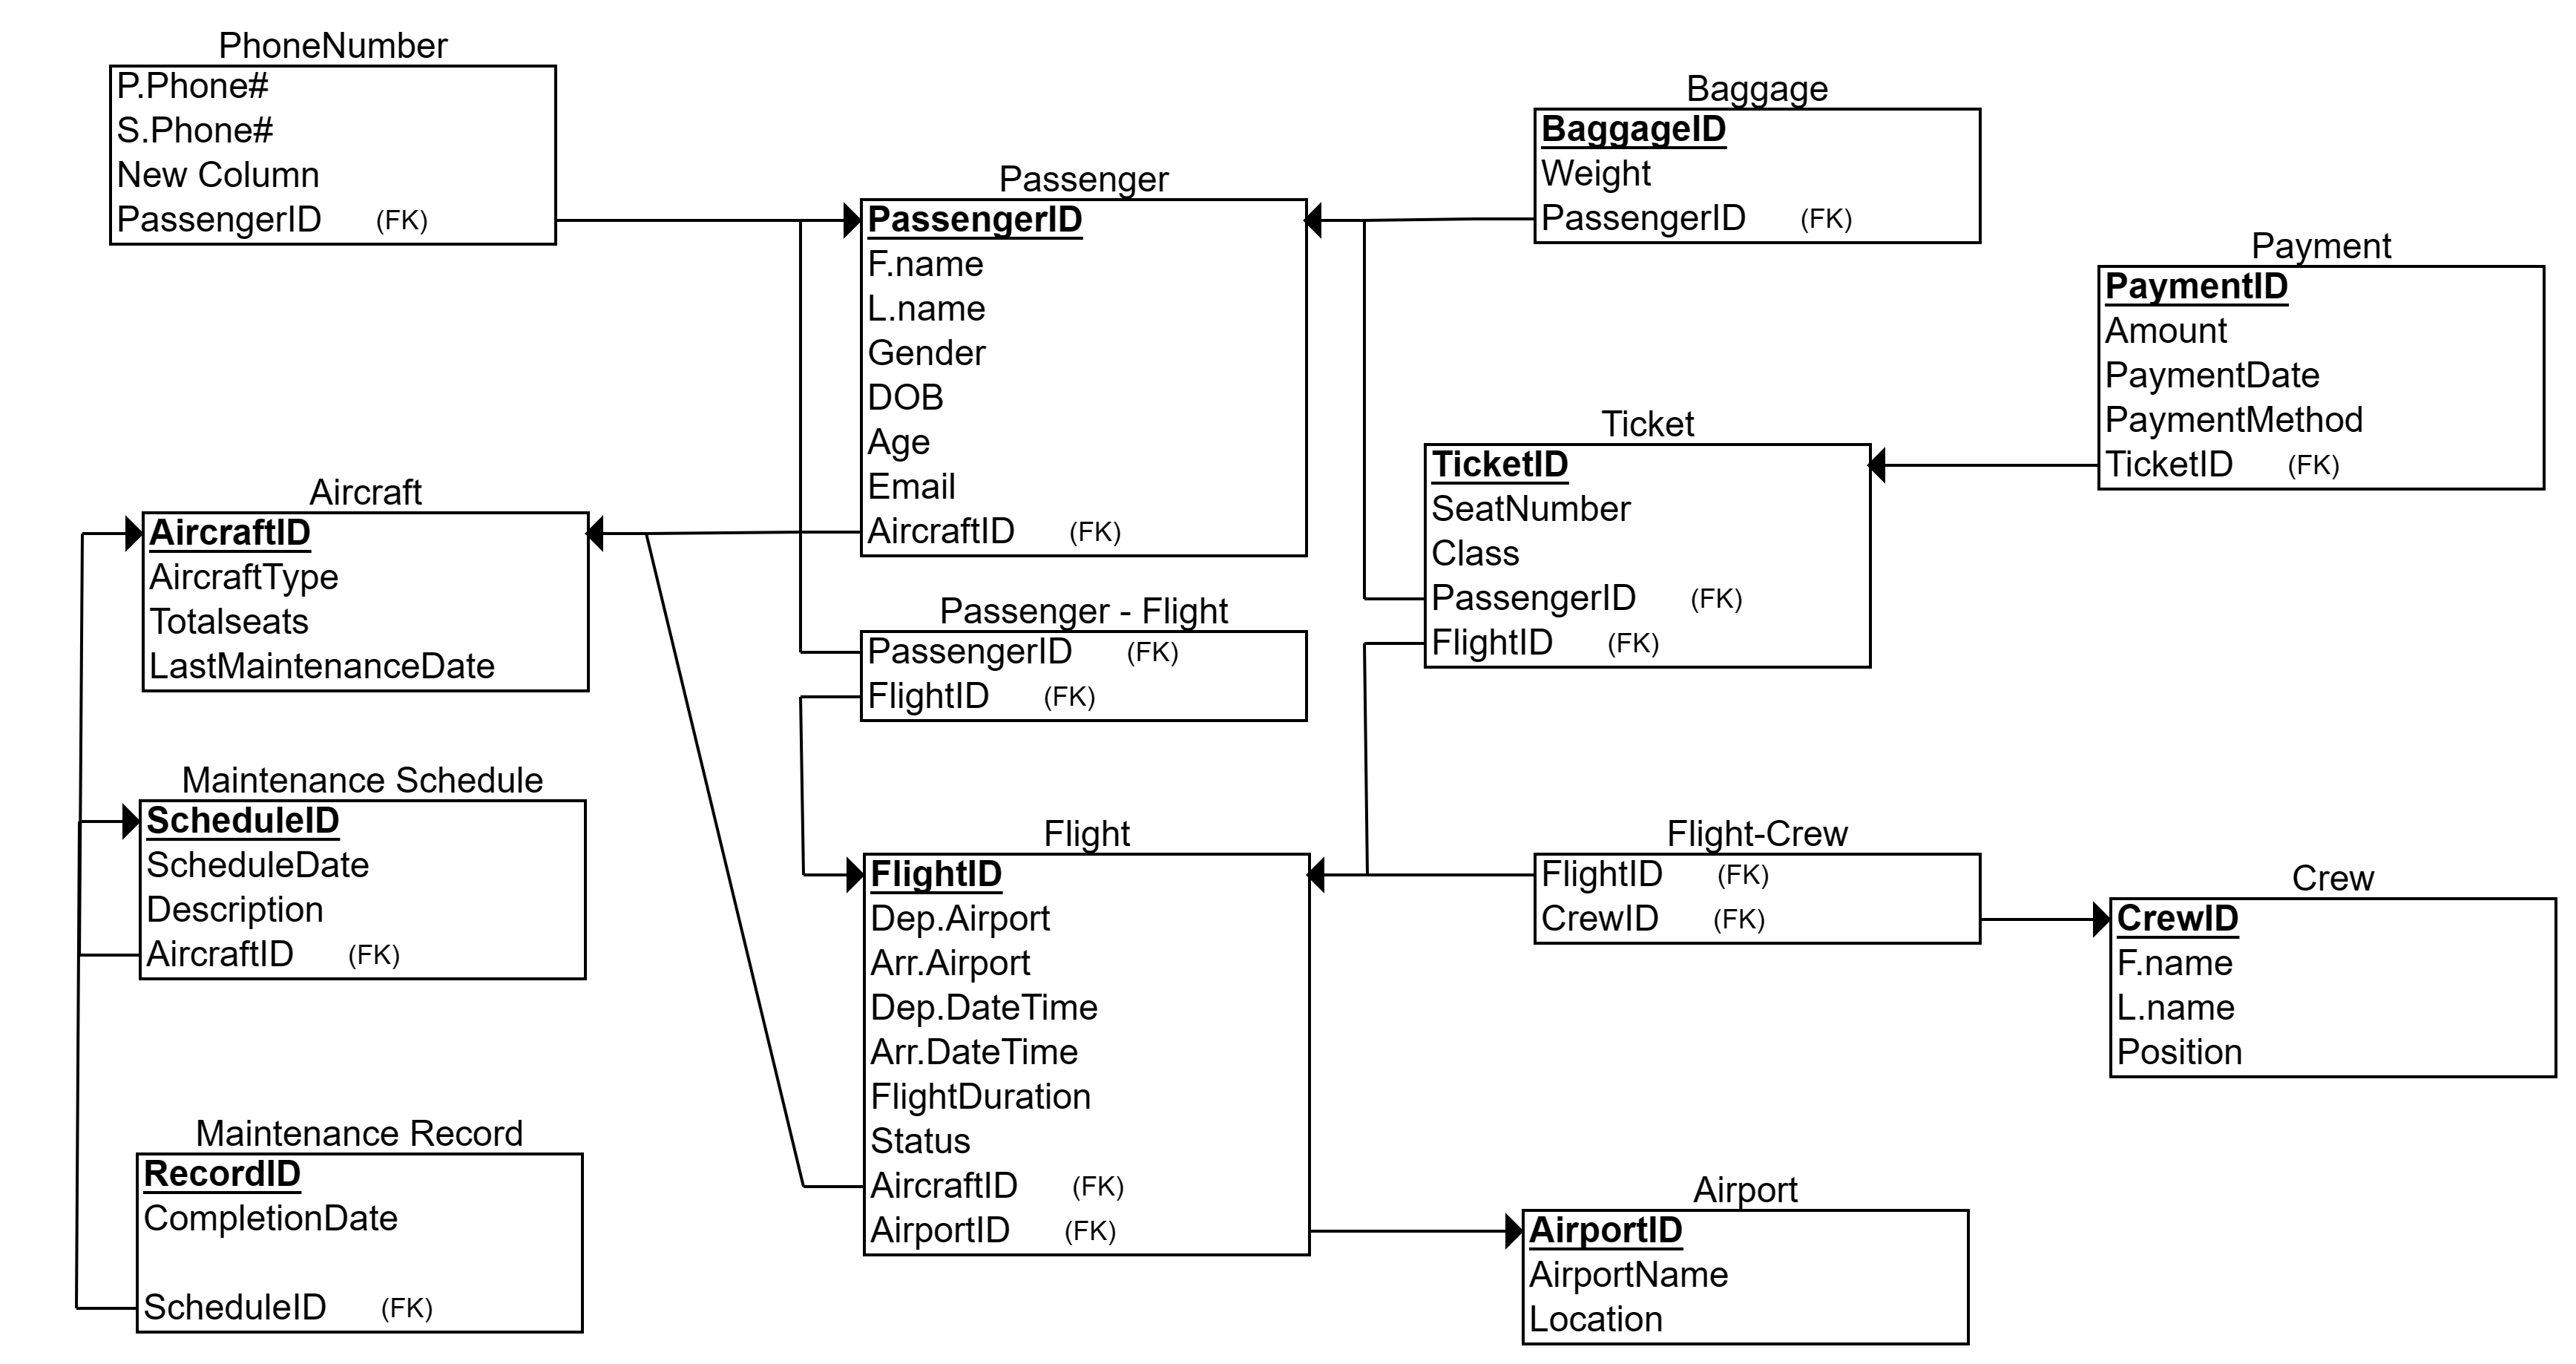 PhoneNumber
P.Phone#
S.Phone#
New Column
PassengerID (FK)
Passenger
PassengerID
F.name
L.name
Gender
DOB
Age
Email
AircraftID (FK)
Baggage
BaggageID
Weight
PassengerID (FK)
Payment
PaymentID
Amount
PaymentDate
PaymentMethod
TicketID (FK)
Ticket
TicketID
SeatNumber
Class
PassengerID (FK)
FlightID (FK)
Aircraft
AircraftID
AircraftType
Totalseats
LastMaintenanceDate
Passenger - Flight
PassengerID (FK)
FlightID (FK)
Maintenance Schedule
ScheduleID
ScheduleDate
Description
AircraftID (FK)
Flight
FlightID
Dep.Airport
Arr.Airport
Dep.DateTime
Arr.DateTime
FlightDuration
Status
AircraftID (FK)
AirportID (FK)
Flight-Crew
FlightID (FK)
CrewID (FK)
Crew
CrewID
F.name
L.name
Position
Maintenance Record
RecordID
CompletionDate
ScheduleID (FK)
Airport
AirportID
AirportName
Location